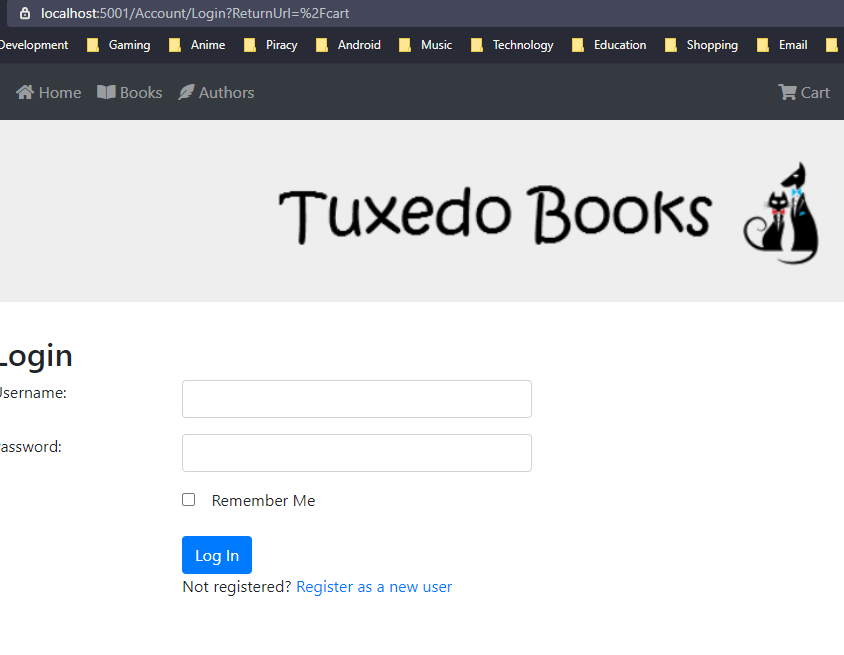 localhost:5001/Account/Login?ReturnUrl=%2Fcart
Development Gaming Anime Piracy Android Music Technology Education Shopping Email
Home Books Authors Cart
Tuxedo Books
Login
Username:
Password:
Remember Me
Log In
Not registered? Register as a new user